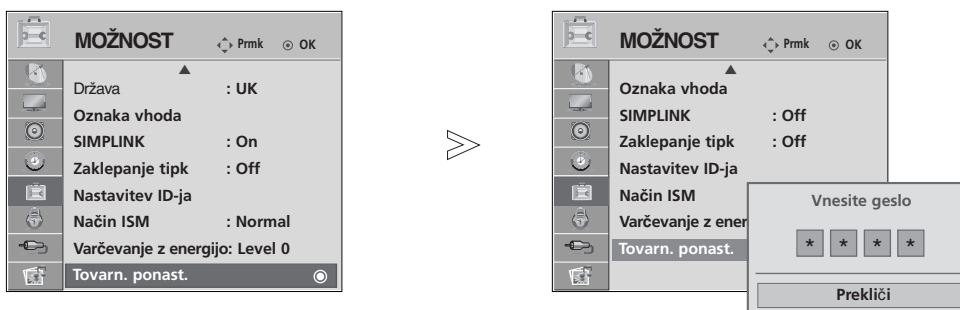 MOŽNOST Prmk OK
Država : UK
Oznaka vhoda
SIMPLINK : On
Zaklepanje tipk : Off
Nastavitev ID-ja
Način ISM : Normal
Varčevanje z energijo: Level 0
Tovarn. ponast.
MOŽNOST Prmk OK
Oznaka vhoda
SIMPLINK : Off
Zaklepanje tipk : Off
Nastavitev ID-ja
Način ISM
Varčevanje z ener
Tovarn. ponast.
Vnesite geslo
* * * *
Prekliči